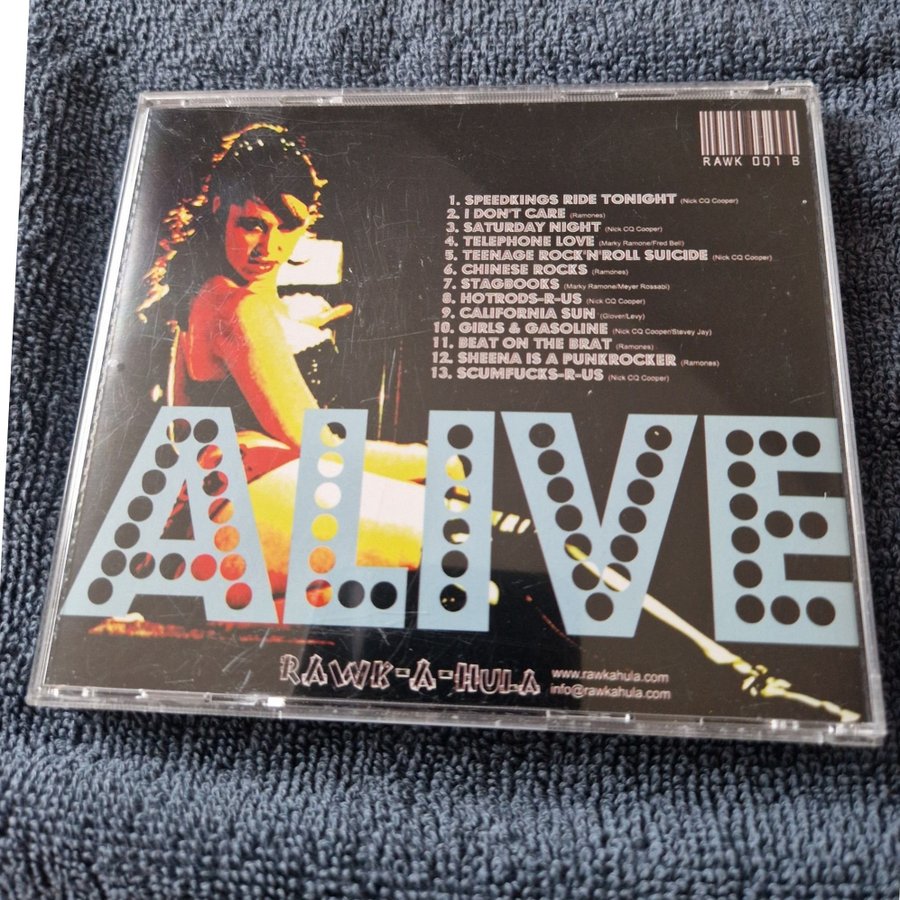 RAWK 001 B
1. SPEEDKINGS RIDE TONIGHT (Nick CQ Cooper)
2. I DON'T CARE (Ramones)
3. SATURDAY NIGHT (Nick CQ Cooper)
4. TELEPHONE LOVE (Marky Ramone/Fred Bell)
5. TEENAGE ROCK'N'ROLL SUICIDE (Nick CQ Cooper)
6. CHINESE ROCKS (Ramones)
7. STAGBOOKS (Marky Ramone/Meyer Rossabi)
8. HOTRODS-R-US (Nick CQ Cooper)
9. CALIFORNIA SUN (Glover/Levy)
10. GIRLS & GASOLINE (Nick CQ Cooper/Stevey Jay)
11. BEAT ON THE BRAT (Ramones)
12. SHEENA IS A PUNKROCKER (Ramones)
13. SCUMFUCKS-R-US (Nick CQ Cooper)
ALIVE
RAWK-A-HULA
www.rawkahula.com
info@rawkahula.com